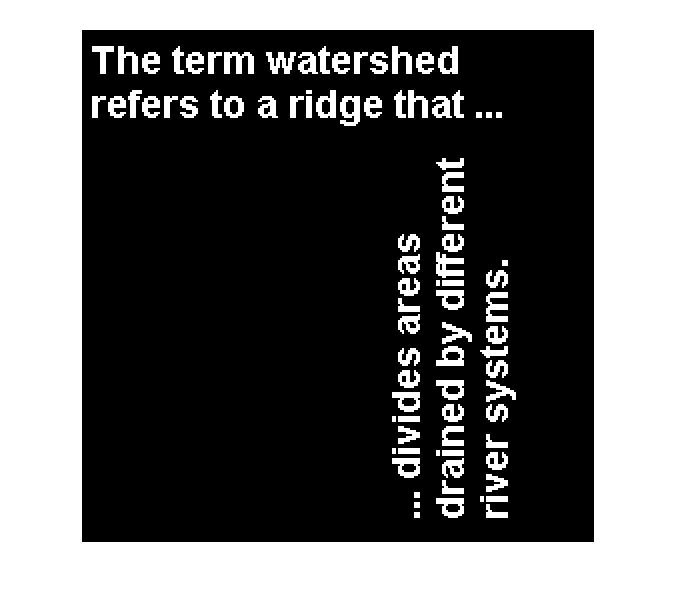 The term watershed
refers to a ridge that ...
... divides areas
drained by different
river systems.